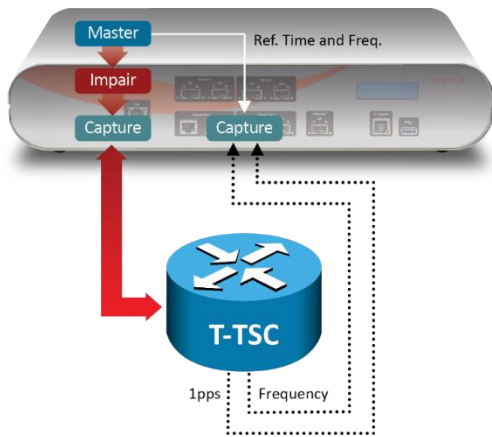 Master
Ref. Time and Freq.
Impair
Capture
Capture
T-TSC
1pps
Frequency